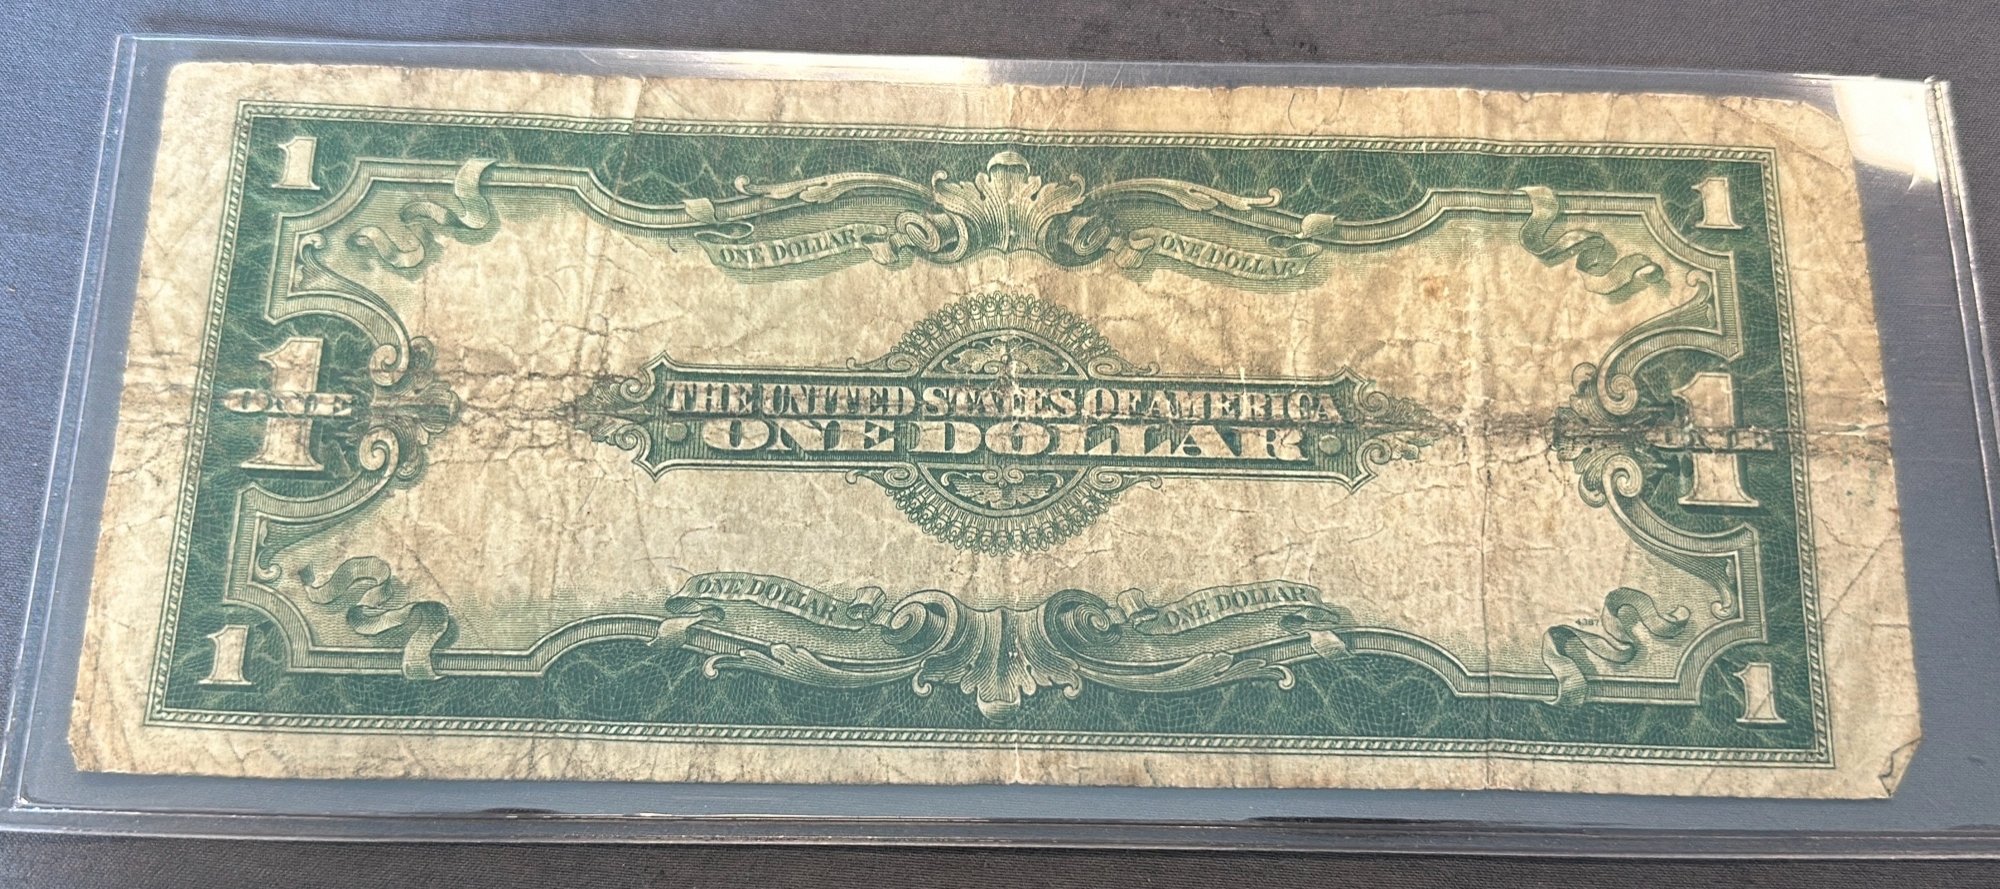 1 1
ONE DOLLAR ONE DOLLAR
1 ONE 1 ONE
THE UNITED STATES OF AMERICA
ONE DOLLAR
ONE DOLLAR ONE DOLLAR
4387
1 1